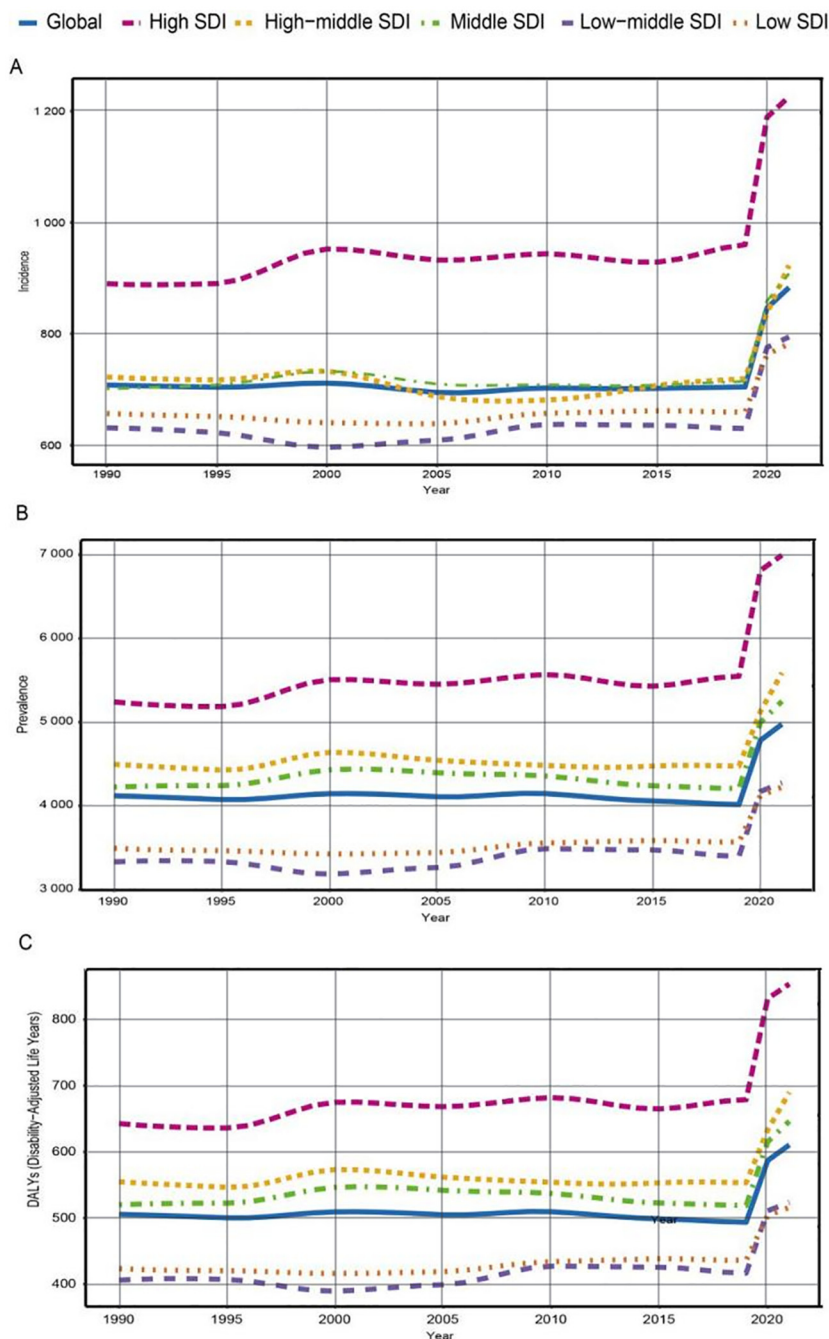 Global High SDI High−middle SDI Middle SDI Low−middle SDI Low SDI
A
1 200
1 000
800
600
Incidence
1990 1995 2000 2005 2010 2015 2020
Year
B
7 000
6 000
5 000
4 000
3 000
Prevalence
1990 1995 2000 2005 2010 2015 2020
Year
C
800
700
600
500
400
DALYs (Disability−Adjusted Life Years)
Year
1990 1995 2000 2005 2010 2015 2020
Year